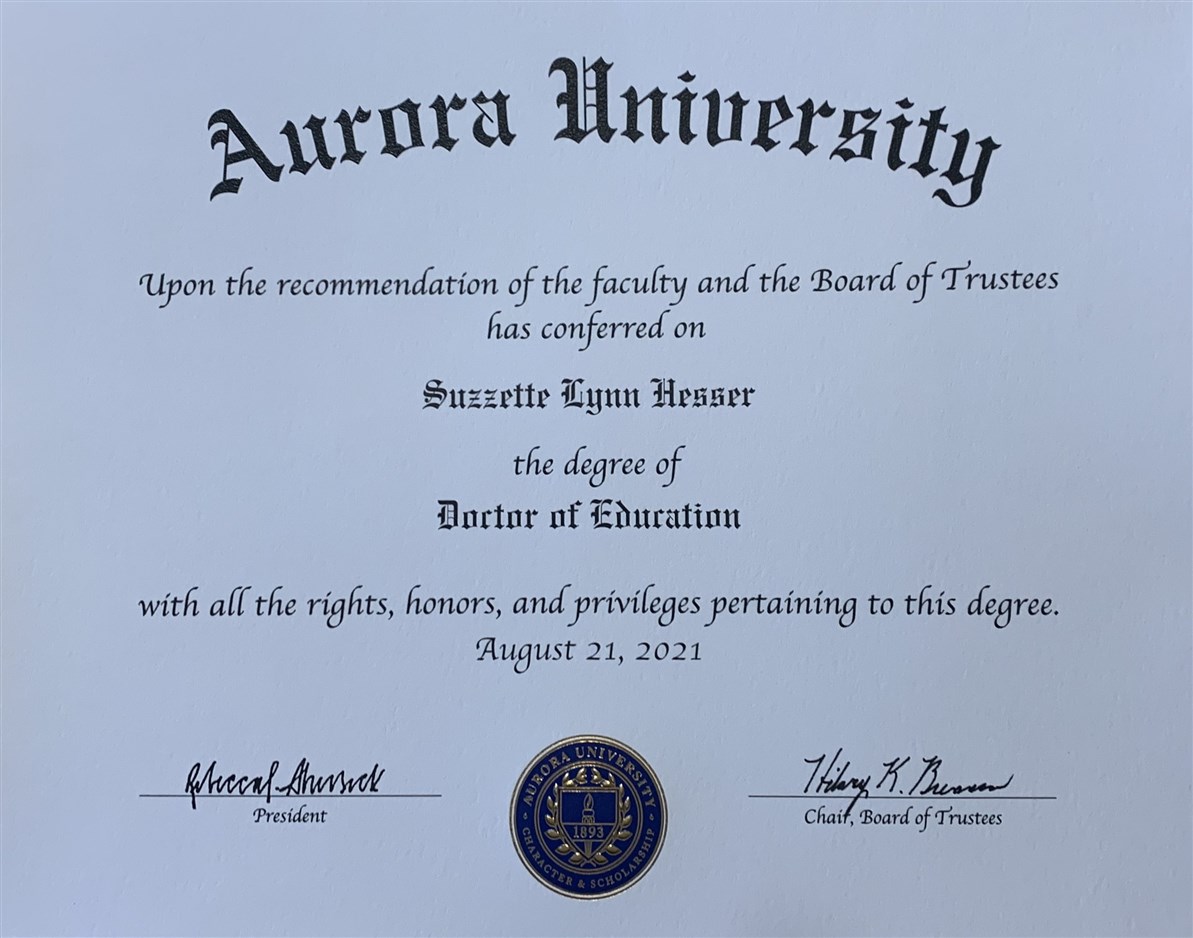 Aurora University
Upon the recommendation of the faculty and the Board of Trustees
has conferred on
Suzzette Lynn Hesser
the degree of
Doctor of Education
with all the rights, honors, and privileges pertaining to this degree.
August 21, 2021
President
AURORA UNIVERSITY
1893
CHARACTER & SCHOLARSHIP
Hilary K.
Chair, Board of Trustees